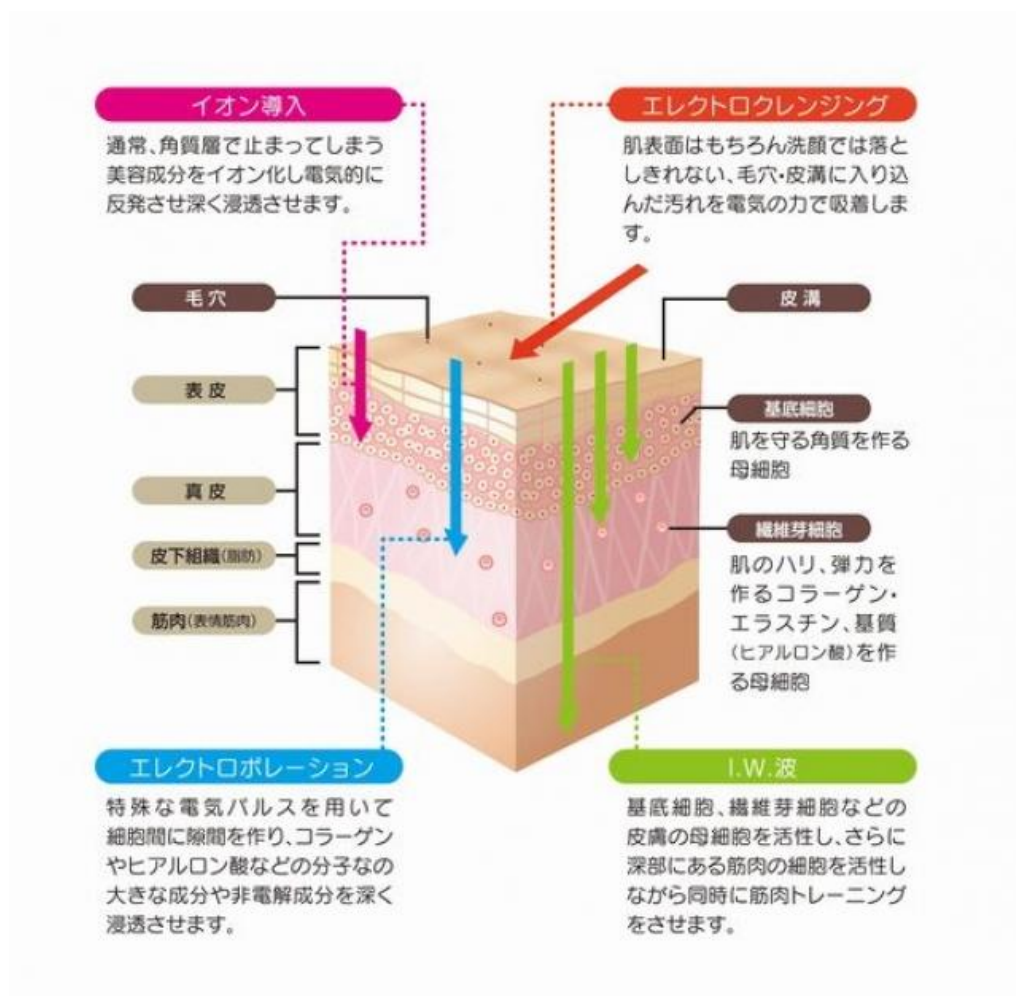 イオン導入
通常、角質層で止まってしまう
美容成分をイオン化し電気的に
反発させ深く浸透させます。
エレクトロクレンジング
肌表面はもちろん洗顔では落と
しきれない、毛穴・皮溝に入り込
んだ汚れを電気の力で吸着しま
す。
毛穴
皮溝
表皮
真皮
皮下組織(脂肪)
筋肉(表情筋肉)
基底細胞
肌を守る角質を作る
母細胞
繊維芽細胞
肌のハリ、弾力を
作るコラーゲン・
エラスチン、基質
(ヒアルロン酸)を作
る母細胞
エレクトロポレーション
特殊な電気パルスを用いて
細胞間に隙間を作り、コラーゲン
やヒアルロン酸などの分子なの
大きな成分や非電解成分を深く
浸透させます。
I.W.波
基底細胞、繊維芽細胞などの
皮膚の母細胞を活性し、さらに
深部にある筋肉の細胞を活性し
ながら同時に筋肉トレーニング
をさせます。